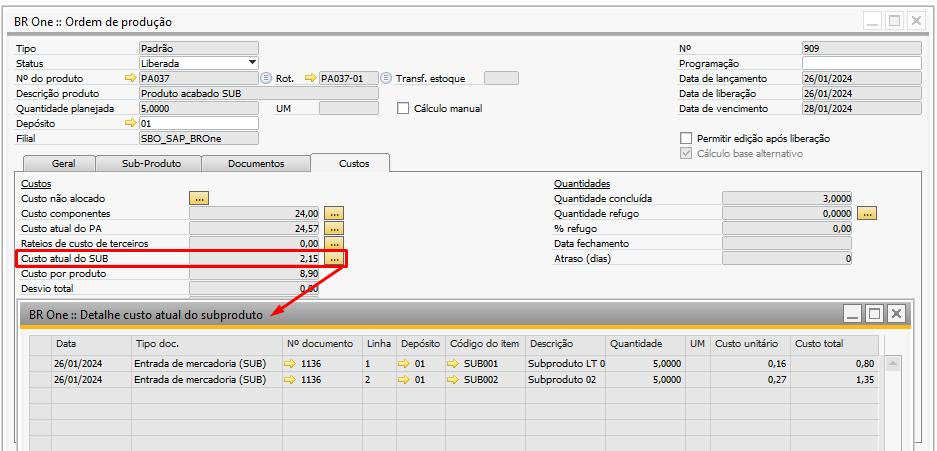 BR One :: Ordem de produção
Tipo Padrão Nº 909
Status Liberada Programação
Nº do produto PA037 Rot. PA037-01 Transf. estoque Data de lançamento 26/01/2024
Descrição produto Produto acabado SUB Data de liberação 26/01/2024
Quantidade planejada 5,0000 UM Cálculo manual Data de vencimento 28/01/2024
Depósito 01
Filial SBO_SAP_BROne Permitir edição após liberação
Cálculo base alternativo
Geral Sub-Produto Documentos Custos
Custos Quantidades
Custo não alocado ... Quantidade concluída 3,0000
Custo componentes 24,00 ... Quantidade refugo 0,0000 ...
Custo atual do PA 24,57 ... % refugo 0,00
Rateios de custo de terceiros 0,00 ... Data fechamento
Custo atual do SUB 2,15 ... Atraso (dias) 0
Custo por produto 8,90
Desvio total 0,00
BR One :: Detalhe custo atual do subproduto
Data Tipo doc. Nº documento Linha Depósito Código do item Descrição Quantidade UM Custo unitário Custo total
26/01/2024 Entrada de mercadoria (SUB) 1136 1 01 SUB001 Subproduto LT 0 5,0000 0,16 0,80
26/01/2024 Entrada de mercadoria (SUB) 1136 2 01 SUB002 Subproduto 02 5,0000 0,27 1,35